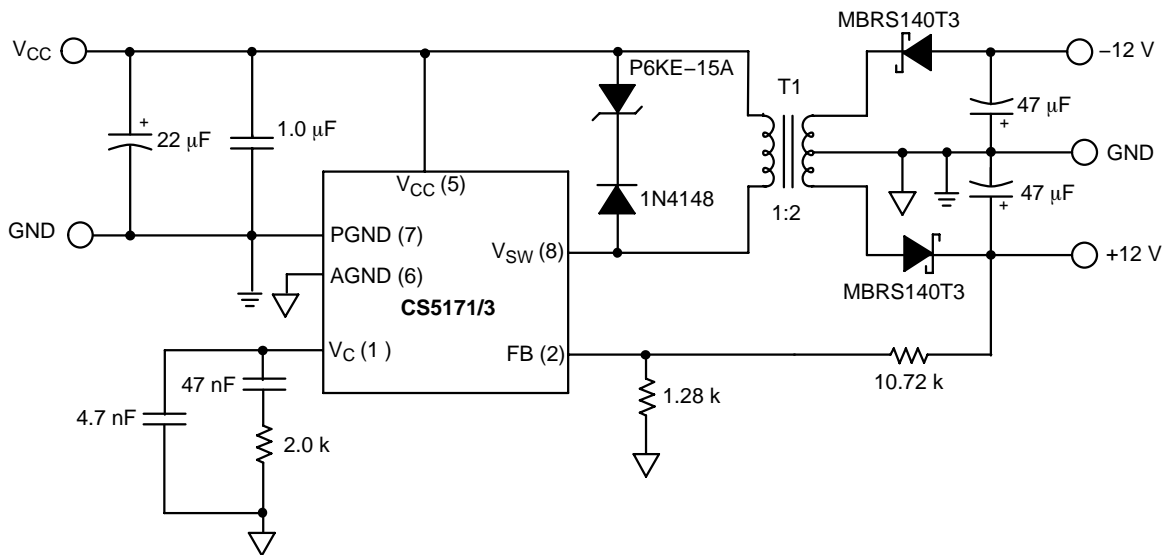 MBRS140T3
V_CC
P6KE−15A
−12 V
T1
+
22 µF
1.0 µF
47 µF
+
V_CC (5)
GND
1N4148
1:2
47 µF
+
GND
PGND (7)
V_SW (8)
+12 V
AGND (6)
CS5171/3
MBRS140T3
V_C (1 )
FB (2)
47 nF
10.72 k
1.28 k
4.7 nF
2.0 k